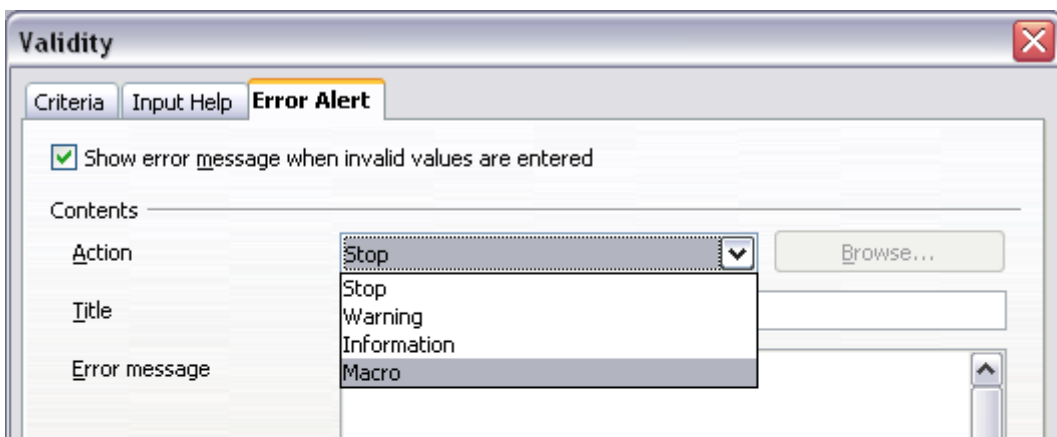 Validity
Criteria Input Help Error Alert
Show error message when invalid values are entered
Contents
Action Stop Browse...
Stop
Title
Warning
Information
Error message
Macro